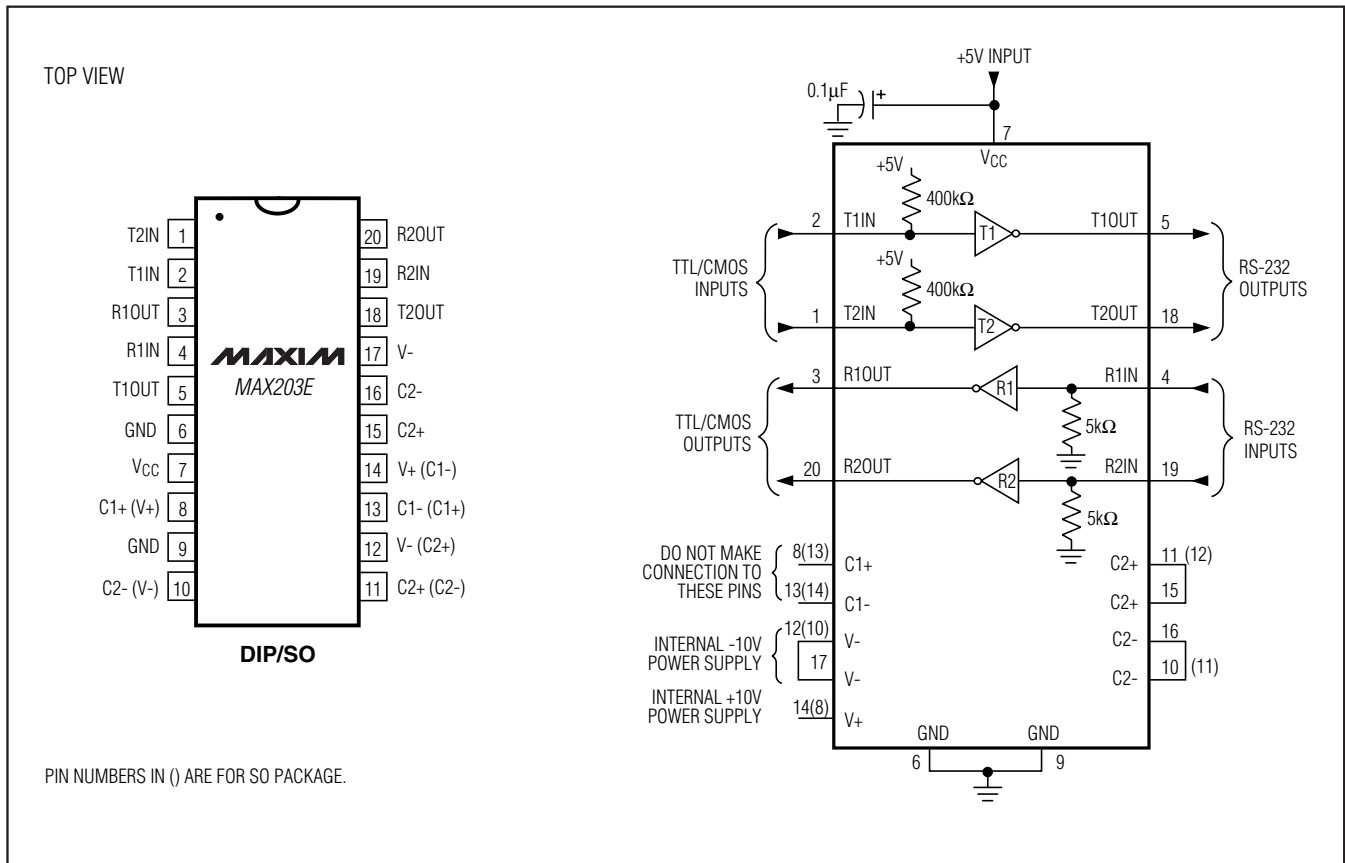 TOP VIEW
T2IN 1
T1IN 2
R1OUT 3
R1IN 4
T1OUT 5
GND 6
VCC 7
C1+ (V+) 8
GND 9
C2- (V-) 10
MAXIM
MAX203E
20 R2OUT
19 R2IN
18 T2OUT
17 V-
16 C2-
15 C2+
14 V+ (C1-)
13 C1- (C1+)
12 V- (C2+)
11 C2+ (C2-)
DIP/SO
PIN NUMBERS IN () ARE FOR SO PACKAGE.
+5V INPUT
0.1µF +
7
VCC
+5V
400kΩ
2 T1IN T1 T1OUT 5
TTL/CMOS
INPUTS
+5V
400kΩ
1 T2IN T2 T2OUT 18
RS-232
OUTPUTS
3 R1OUT R1 R1IN 4
5kΩ
TTL/CMOS
OUTPUTS
20 R2OUT R2 R2IN 19
5kΩ
RS-232
INPUTS
DO NOT MAKE
CONNECTION TO
THESE PINS
8(13) C1+
13(14) C1-
INTERNAL -10V
POWER SUPPLY
12(10) V-
17 V-
INTERNAL +10V
POWER SUPPLY
14(8) V+
C2+ 11 (12)
C2+ 15
C2- 16
C2- 10 (11)
GND GND
6 9